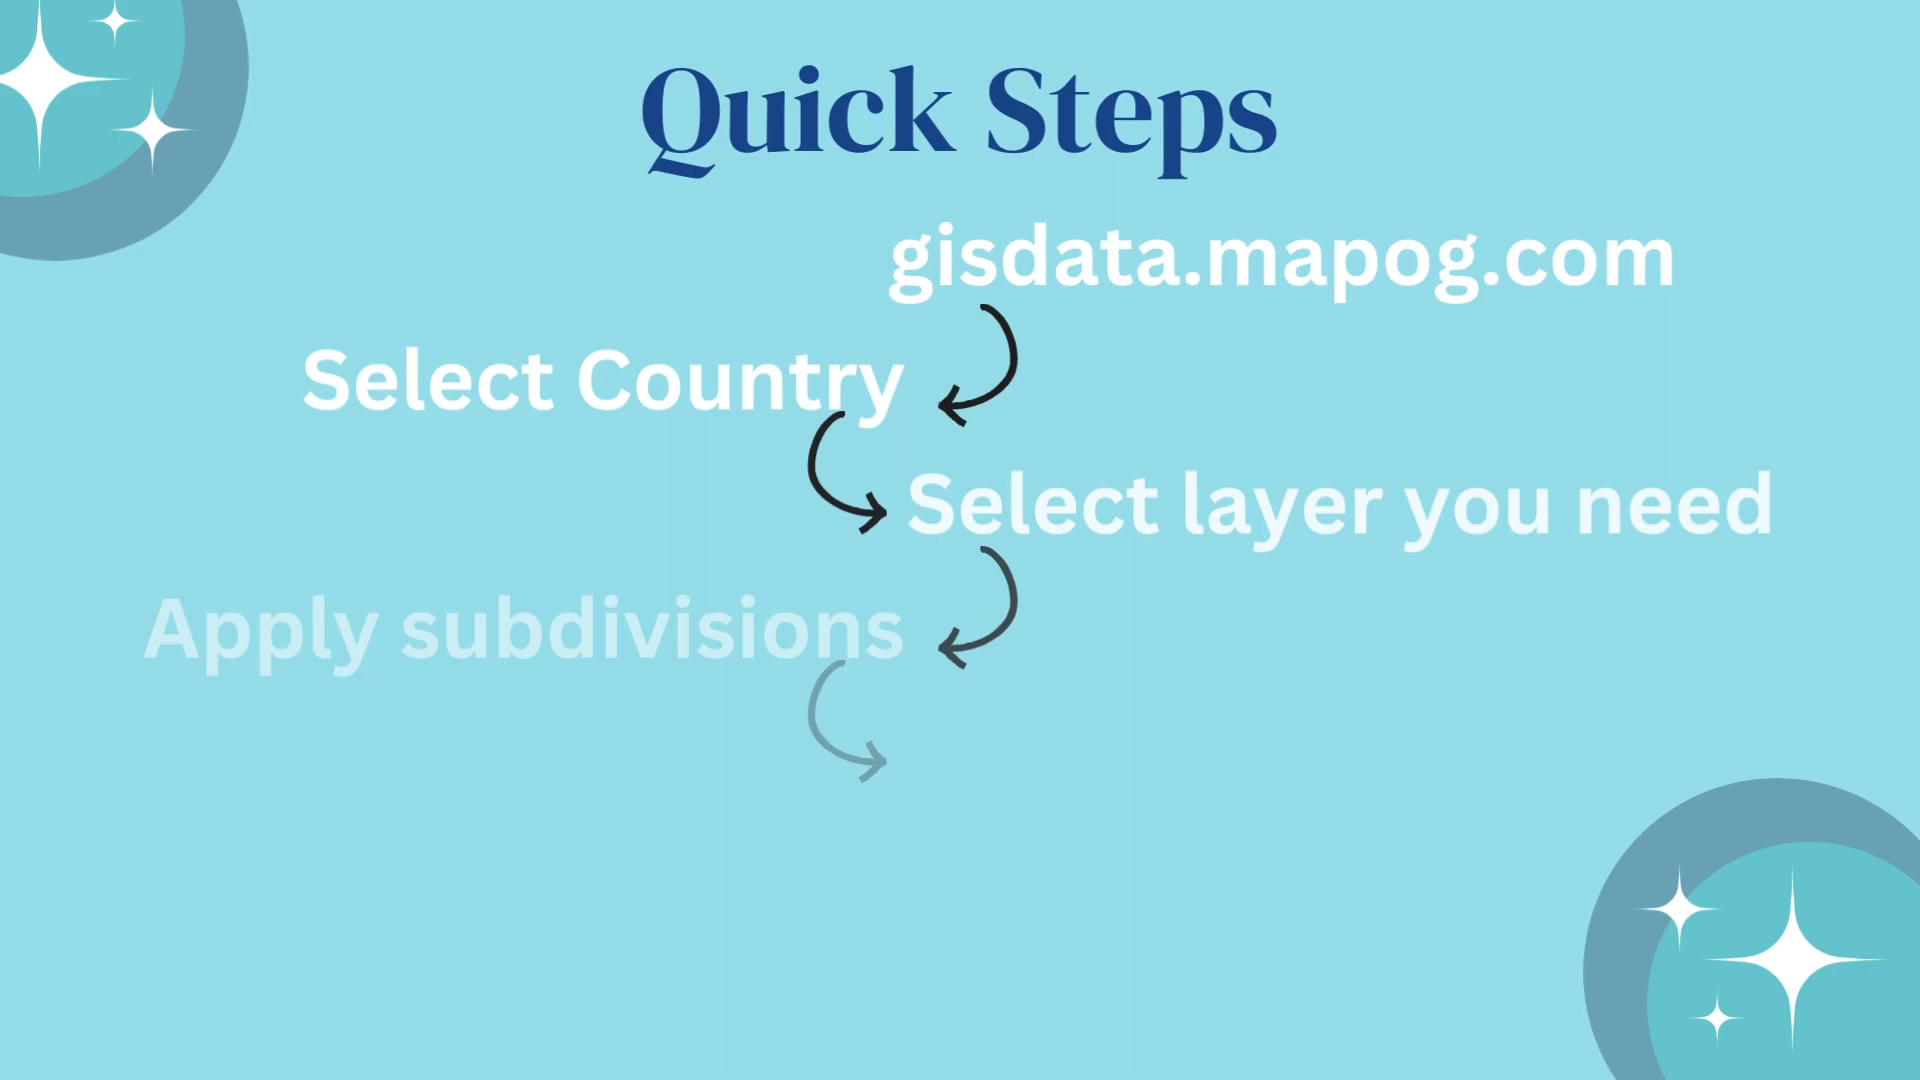 Quick Steps
gisdata.mapog.com
Select Country
Select layer you need
Apply subdivisions